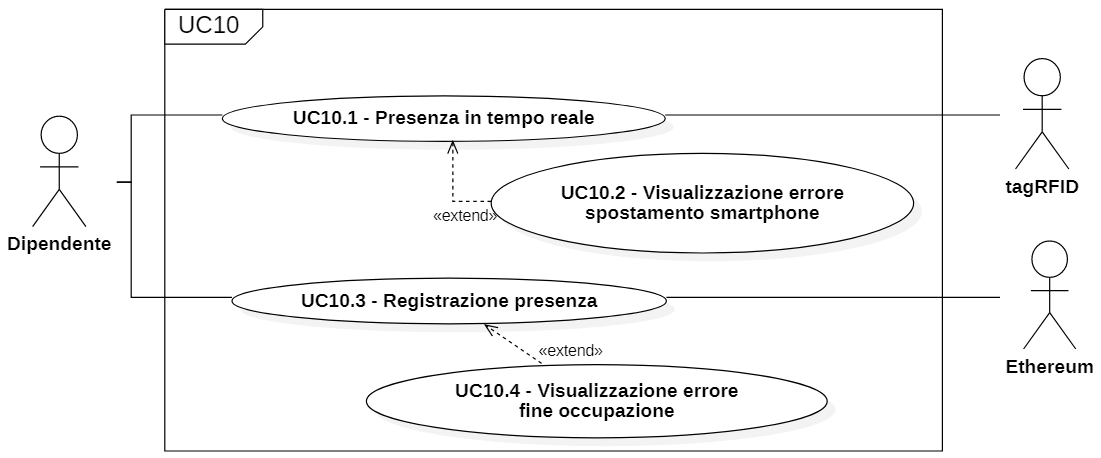 UC10
UC10.1 - Presenza in tempo reale
UC10.2 - Visualizzazione errore
spostamento smartphone
«extend»
tagRFID
Dipendente
UC10.3 - Registrazione presenza
«extend»
Ethereum
UC10.4 - Visualizzazione errore
fine occupazione